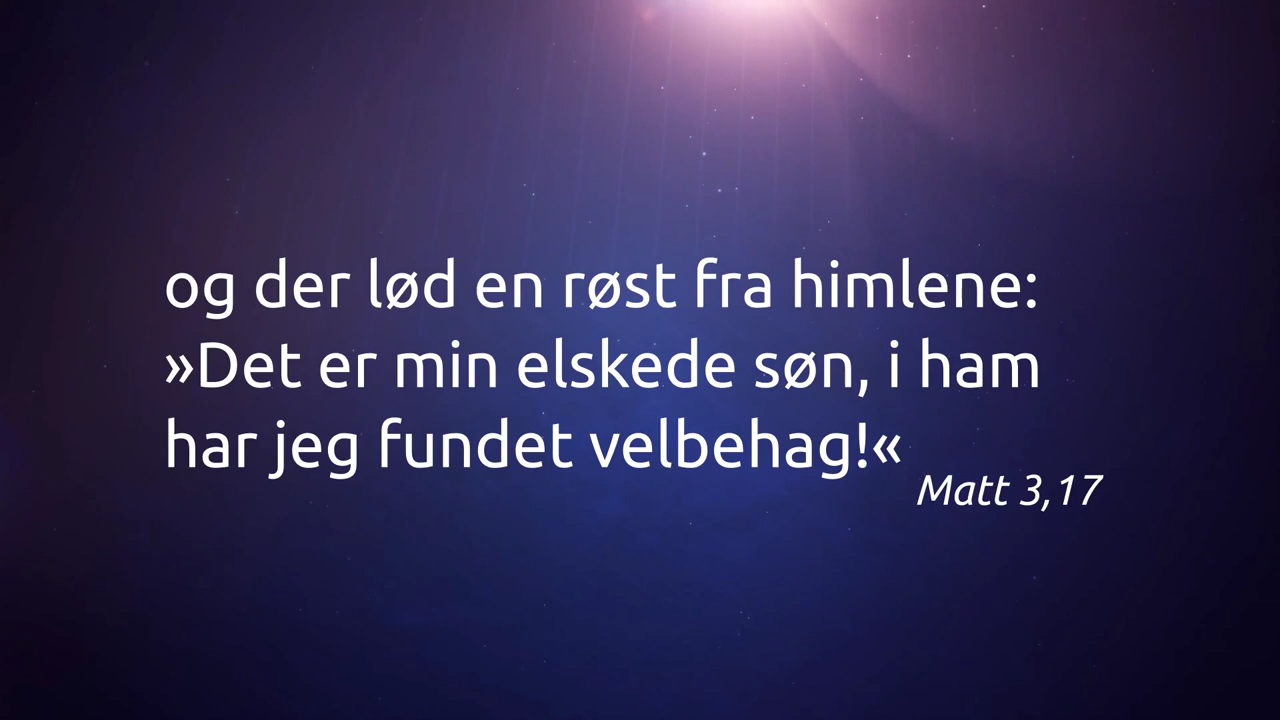 og der lød en røst fra himlene:
»Det er min elskede søn, i ham
har jeg fundet velbehag!«
Matt 3,17